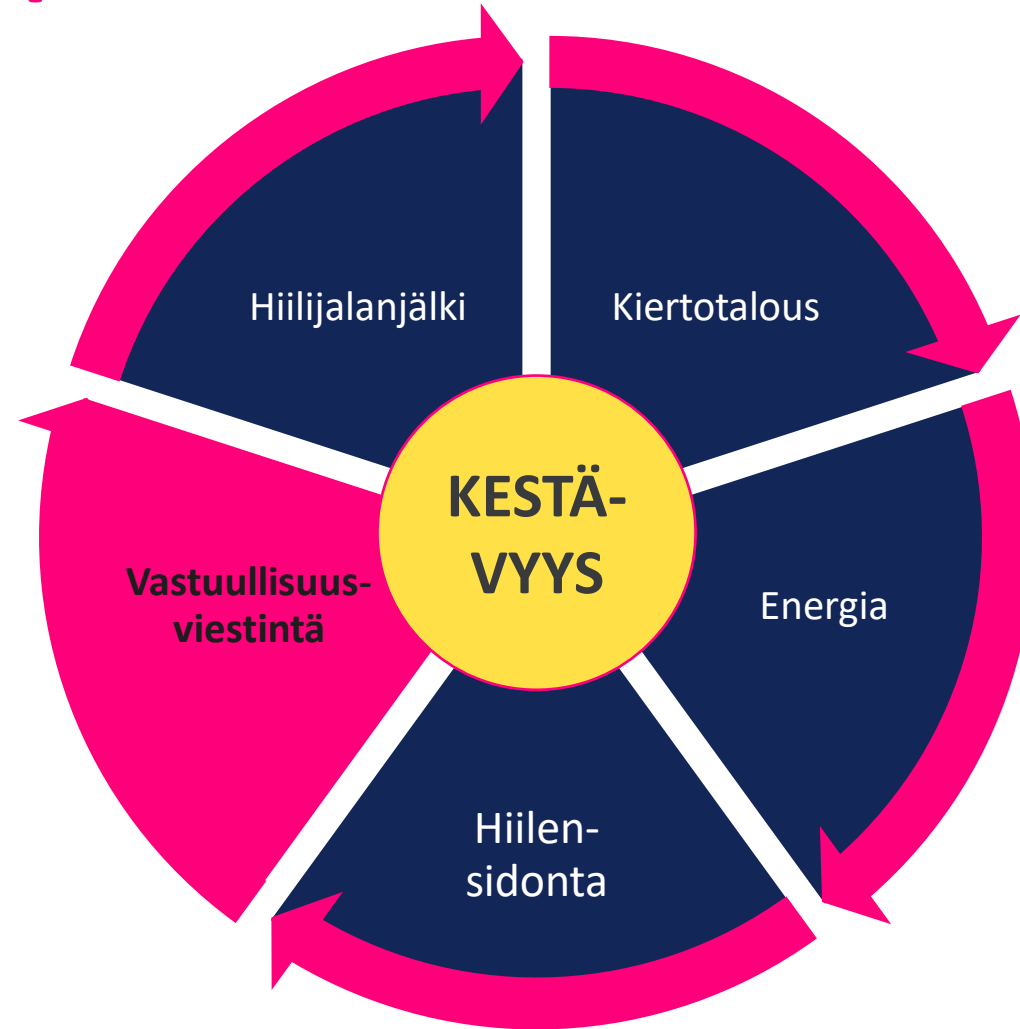 Hiilijalanjälki
Kiertotalous
KESTÄ-
VYYS
Vastuullisuus-
viestintä
Energia
Hiilen-
sidonta